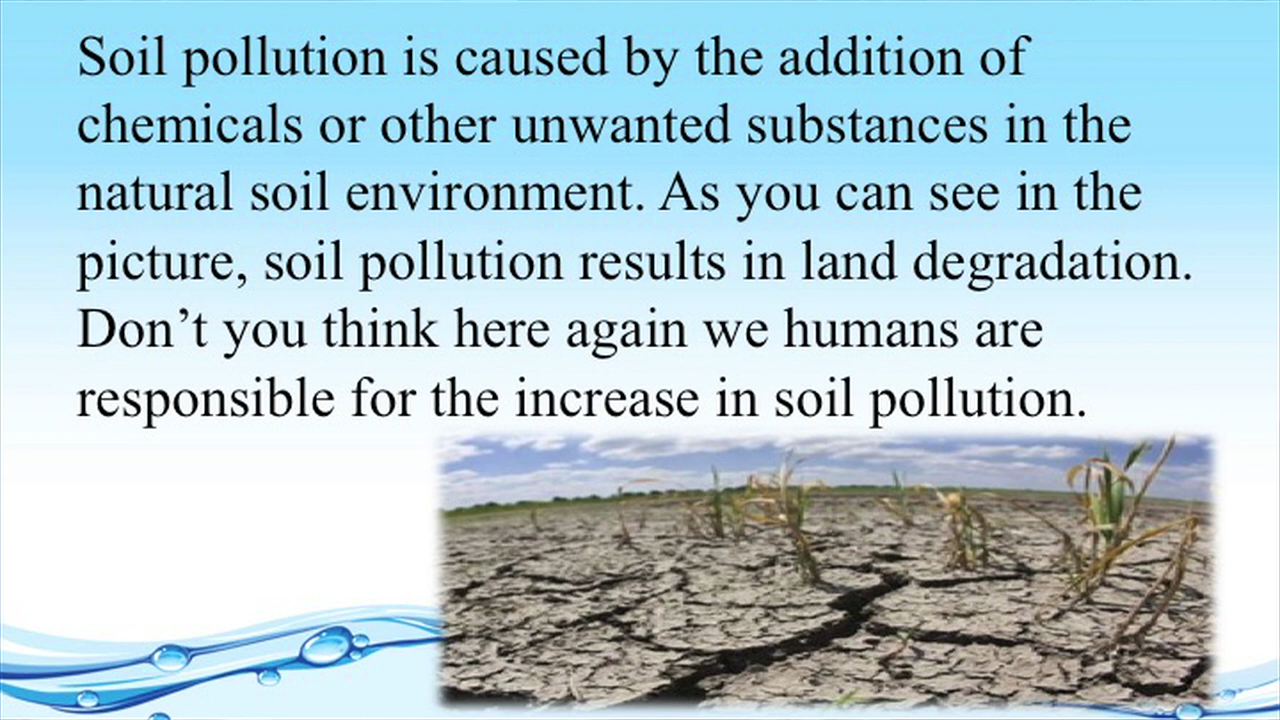 Soil pollution is caused by the addition of
chemicals or other unwanted substances in the
natural soil environment. As you can see in the
picture, soil pollution results in land degradation.
Don’t you think here again we humans are
responsible for the increase in soil pollution.